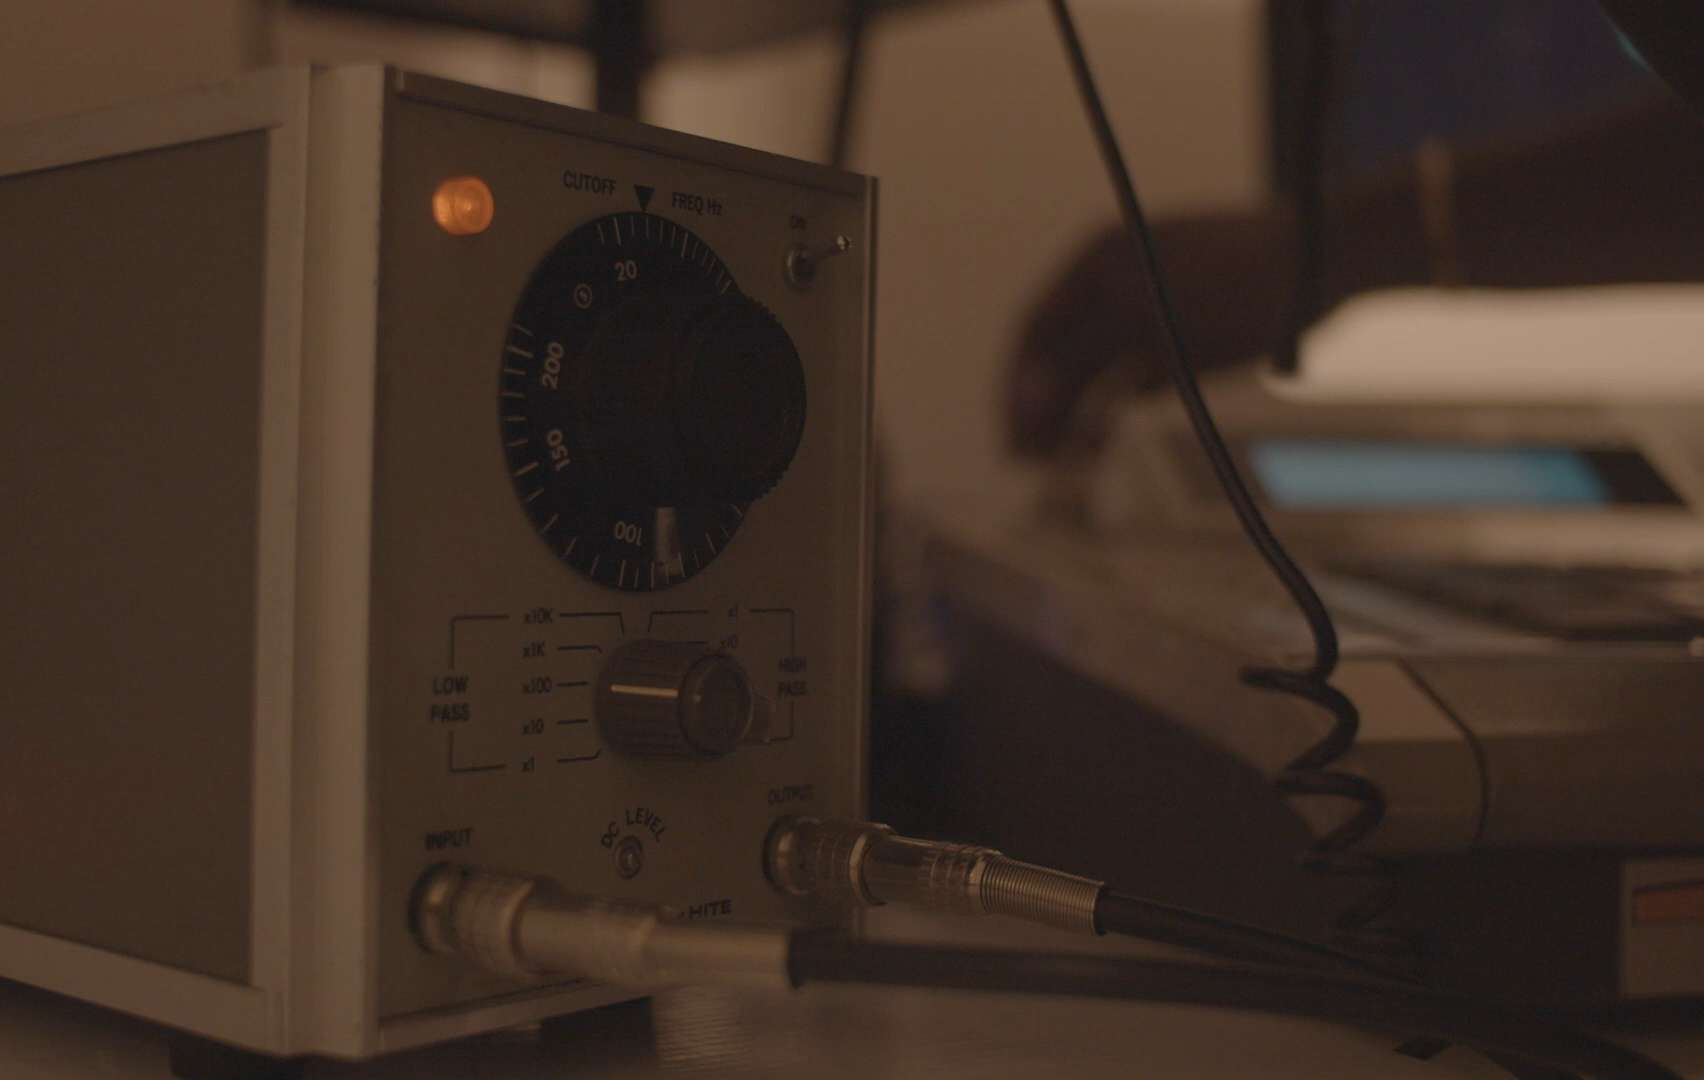 CUTOFF FREQ Hz
ON
20
200
150
100
x10K
x1K
x100
x10
x1
LOW
PASS
x1
x10
HIGH
PASS
OUTPUT
INPUT
DC LEVEL
HITE